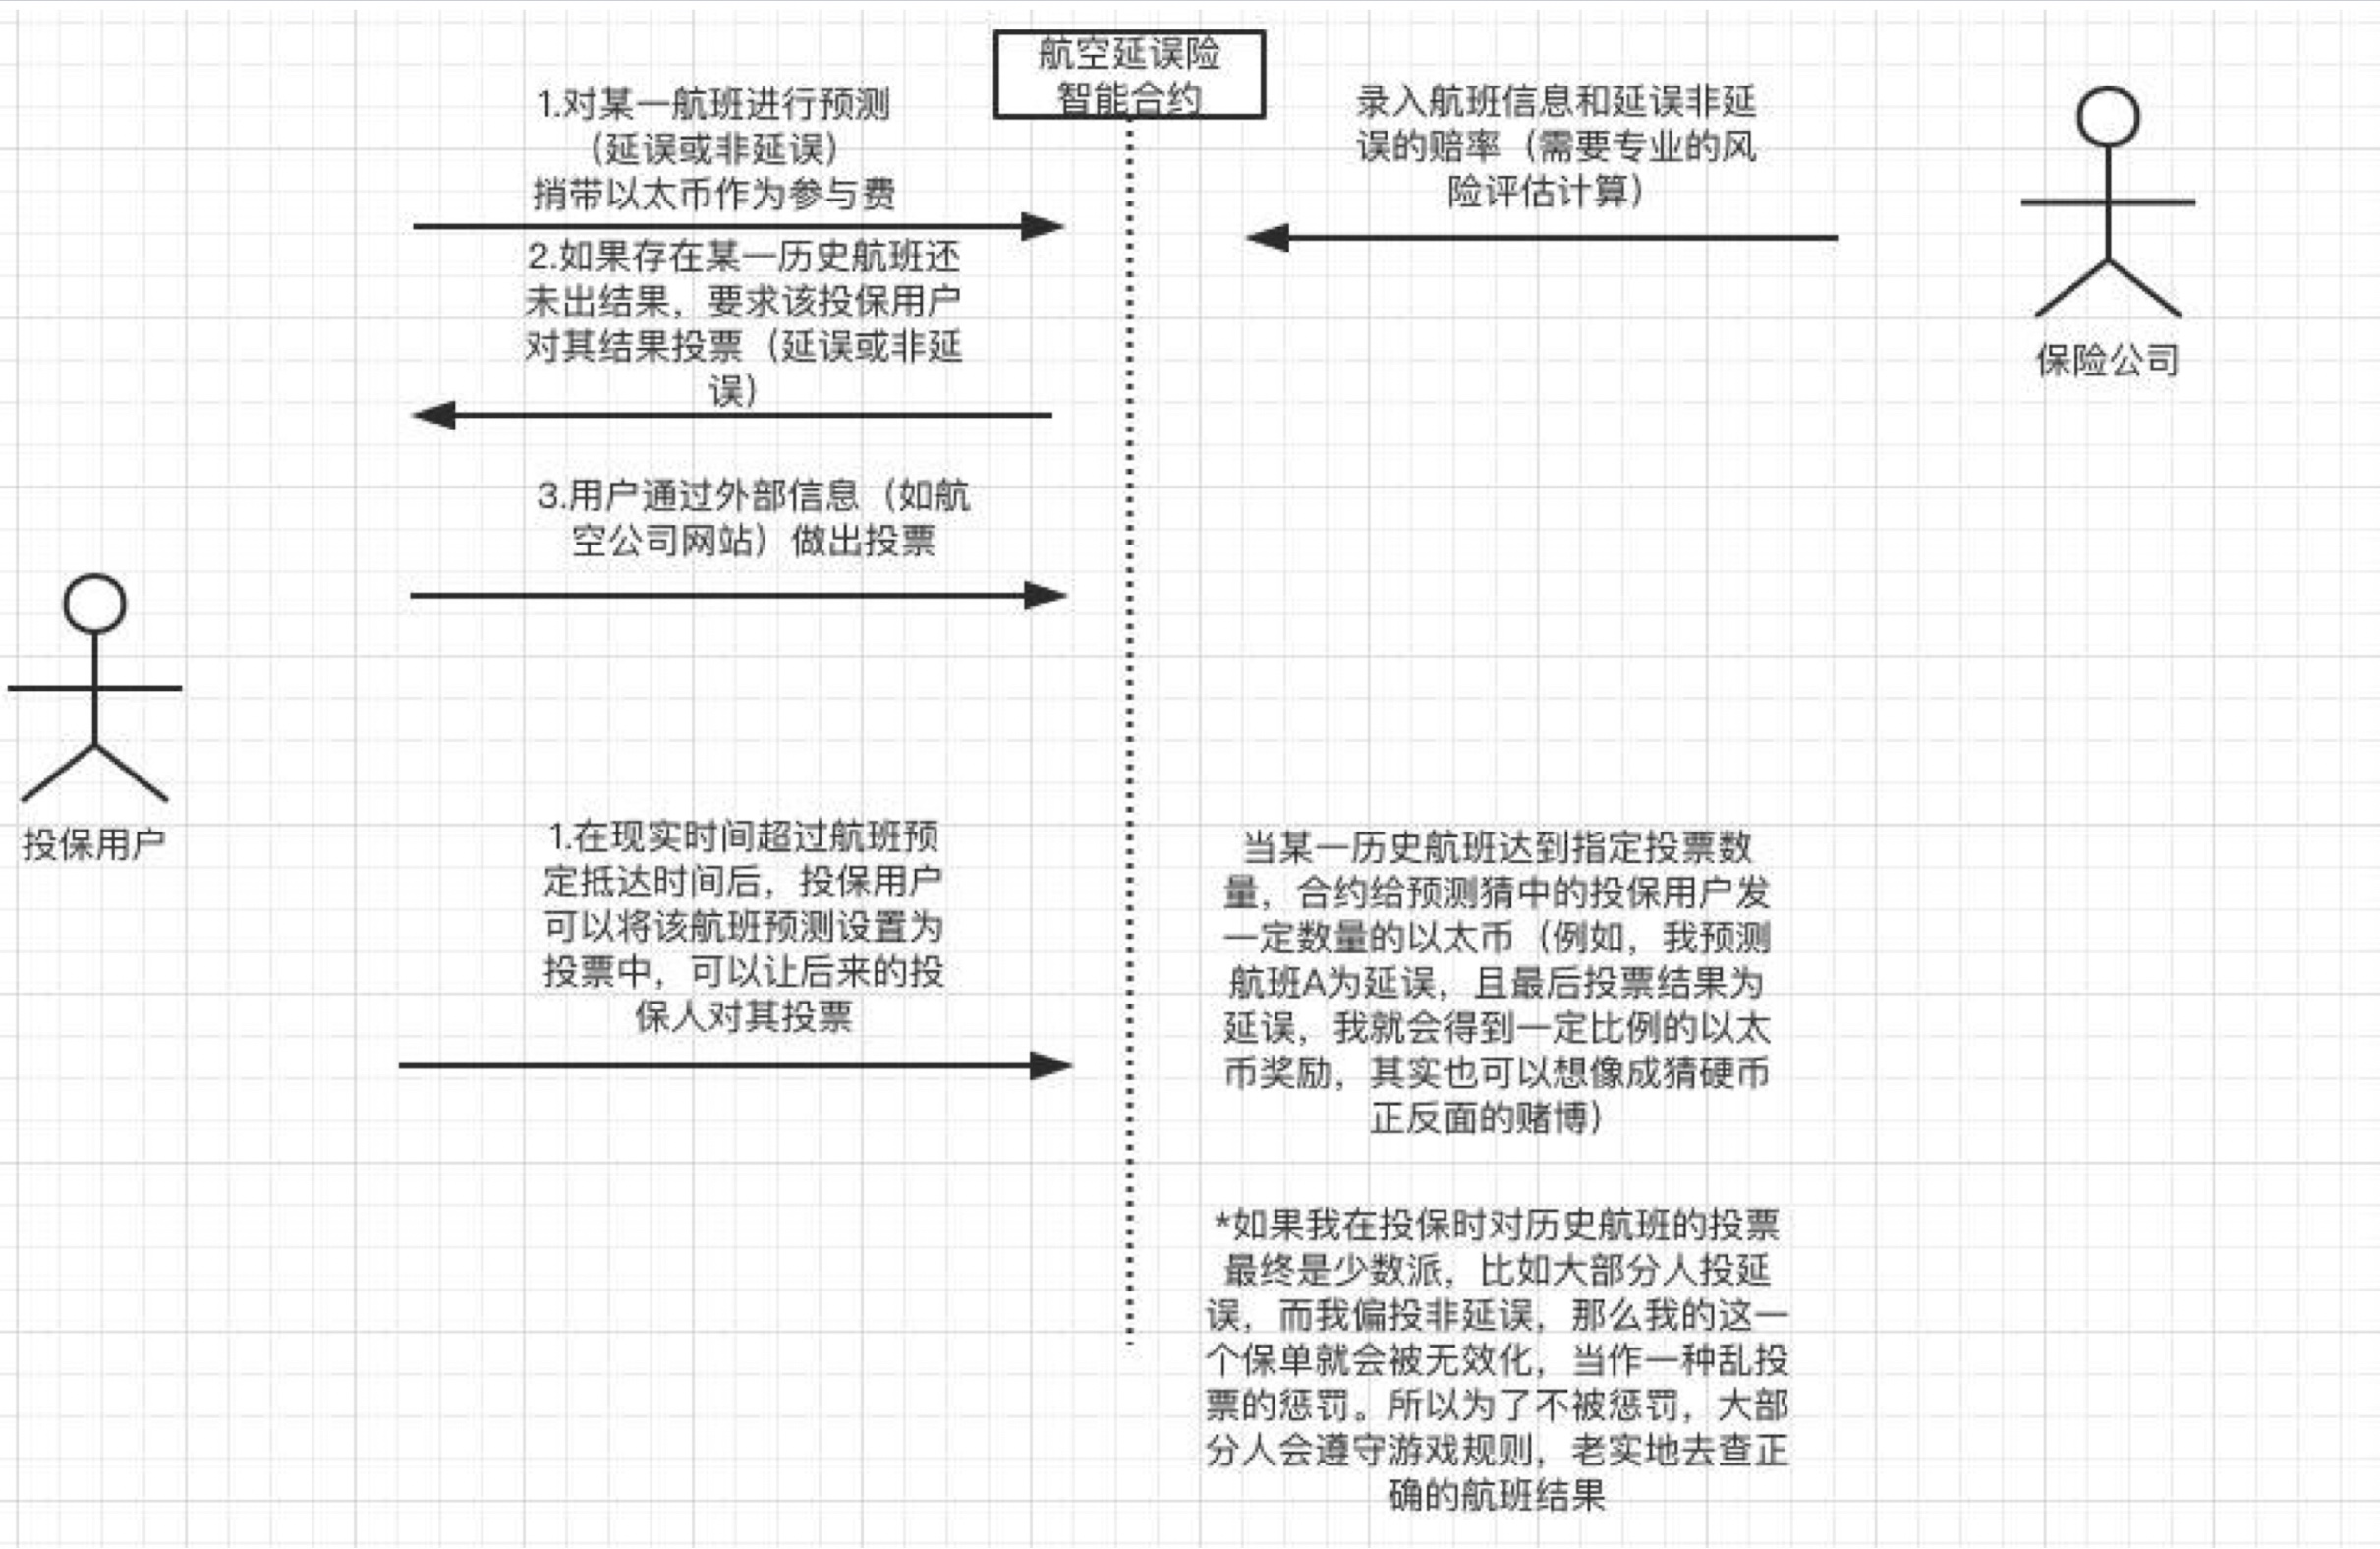 航空延误险
智能合约
1.对某一航班进行预测
（延误或非延误）
捎带以太币作为参与费
录入航班信息和延误非延
误的赔率（需要专业的风
险评估计算）
2.如果存在某一历史航班还
未出结果，要求该投保用户
对其结果投票（延误或非延
误）
保险公司
3.用户通过外部信息（如航
空公司网站）做出投票
投保用户
1.在现实时间超过航班预
定抵达时间后，投保用户
可以将该航班预测设置为
投票中，可以让后来的投
保人对其投票
当某一历史航班达到指定投票数
量，合约给预测猜中的投保用户发
一定数量的以太币（例如，我预测
航班A为延误，且最后投票结果为
延误，我就会得到一定比例的以太
币奖励，其实也可以想像成猜硬币
正反面的赌博）
*如果我在投保时对历史航班的投票
最终是少数派，比如大部分人投延
误，而我偏投非延误，那么我的这一
个保单就会被无效化，当作一种乱投
票的惩罚。所以为了不被惩罚，大部
分人会遵守游戏规则，老实地去查正
确的航班结果